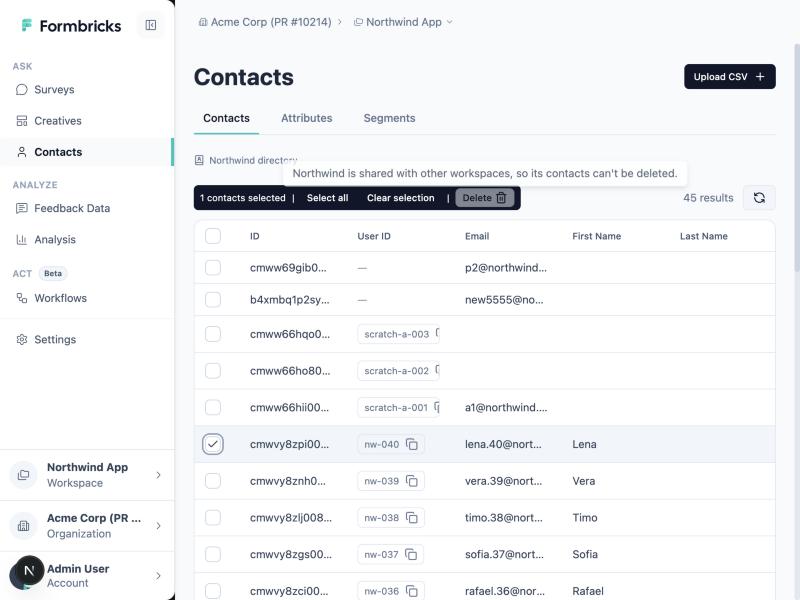 Formbricks
ASK
Surveys
Creatives
Contacts
ANALYZE
Feedback Data
Analysis
ACT Beta
Workflows
Settings
Northwind App
Workspace
Acme Corp (PR ...
Organization
N
Admin User
Account
Acme Corp (PR #10214) Northwind App
Contacts
Upload CSV
Contacts Attributes Segments
Northwind directory
Northwind is shared with other workspaces, so its contacts can't be deleted.
1 contacts selected | Select all Clear selection | Delete
45 results
ID User ID Email First Name Last Name
cmww69gib0... — p2@northwind...
b4xmbq1p2sy... — new5555@no...
cmww66hqo0... scratch-a-003
cmww66ho80... scratch-a-002
cmww66hii00... scratch-a-001 a1@northwind....
cmwvy8zpi00... nw-040 lena.40@nort... Lena
cmwvy8znh0... nw-039 vera.39@nort... Vera
cmwvy8zlj008... nw-038 timo.38@nort... Timo
cmwvy8zgs00... nw-037 sofia.37@nort... Sofia
cmwvy8zci00... nw-036 rafael.36@nor... Rafael